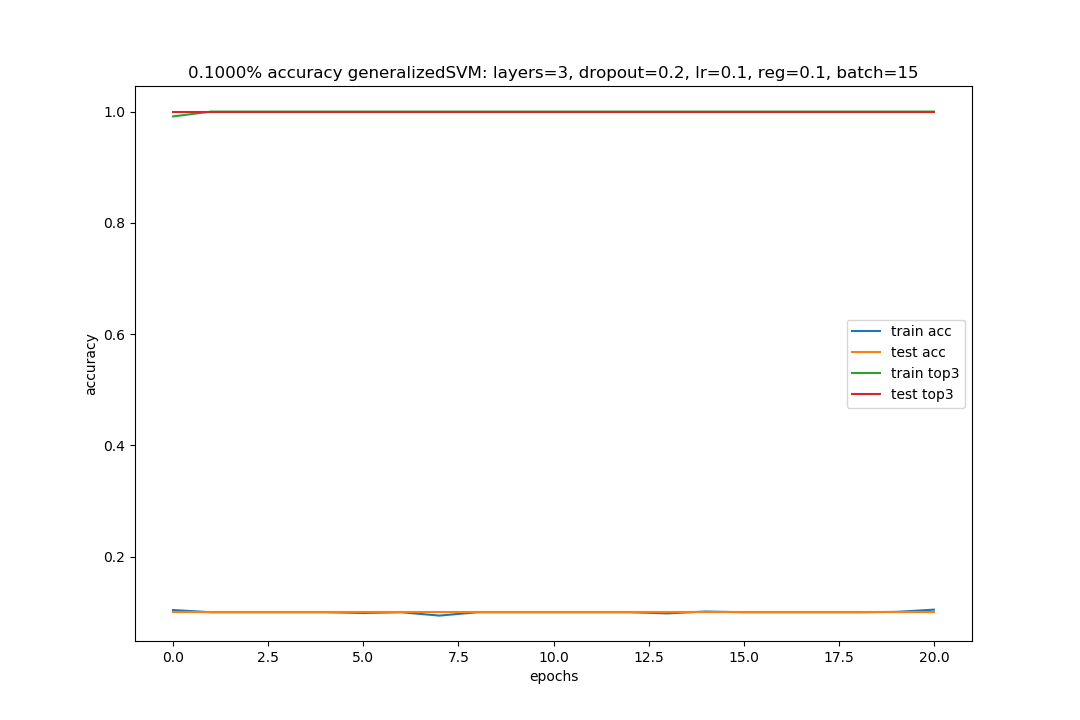 0.1000% accuracy generalizedSVM: layers=3, dropout=0.2, lr=0.1, reg=0.1, batch=15
1.0
0.8
0.6
0.4
0.2
accuracy
train acc
test acc
train top3
test top3
0.0 2.5 5.0 7.5 10.0 12.5 15.0 17.5 20.0
epochs